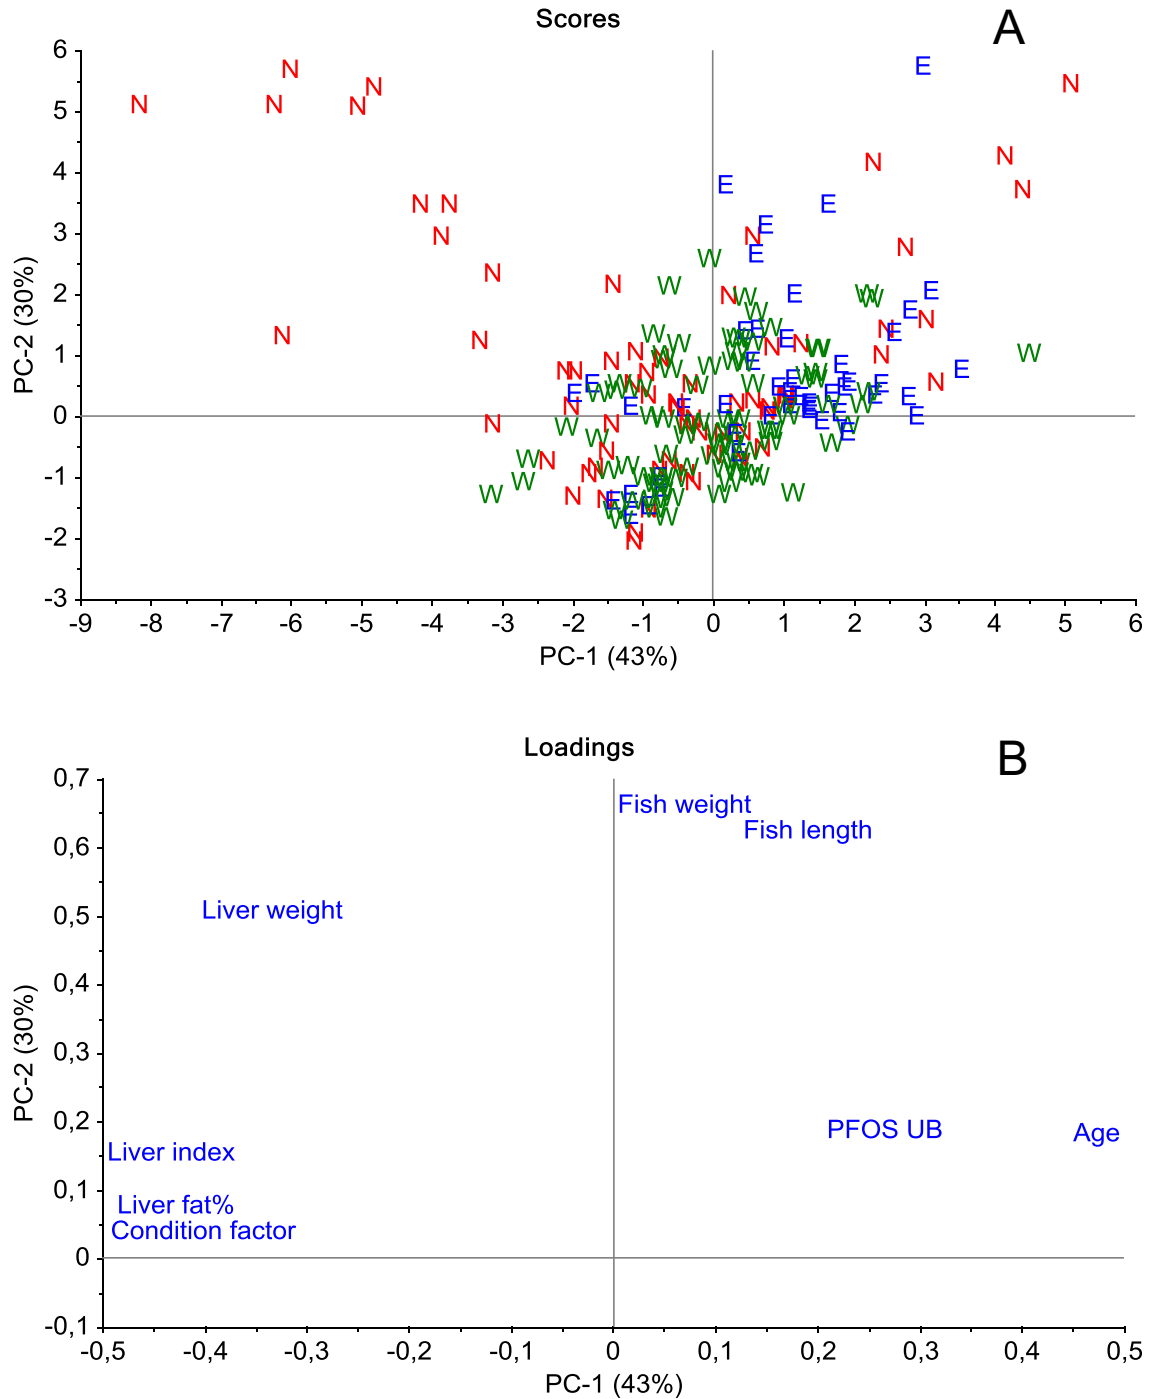 Scores
A
6
5
4
3
2
1
0
-1
-2
-3
PC-2 (30%)
-9 -8 -7 -6 -5 -4 -3 -2 -1 0 1 2 3 4 5 6
PC-1 (43%)
Loadings
B
0,7
0,6
0,5
0,4
0,3
0,2
0,1
0
-0,1
PC-2 (30%)
Fish weight
Fish length
Liver weight
PFOS UB
Age
Liver index
Liver fat%
Condition factor
-0,5 -0,4 -0,3 -0,2 -0,1 0 0,1 0,2 0,3 0,4 0,5
PC-1 (43%)